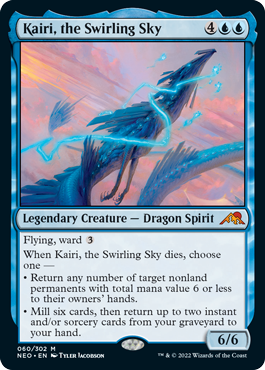 Kairi, the Swirling Sky 4
Legendary Creature — Dragon Spirit
Flying, ward 3
When Kairi, the Swirling Sky dies, choose
one —
• Return any number of target nonland
permanents with total mana value 6 or less
to their owners' hands.
• Mill six cards, then return up to two instant
and/or sorcery cards from your graveyard to
your hand.
6/6
060/302 M
NEO • EN Tyler Jacobson
™ & © 2022 Wizards of the Coast